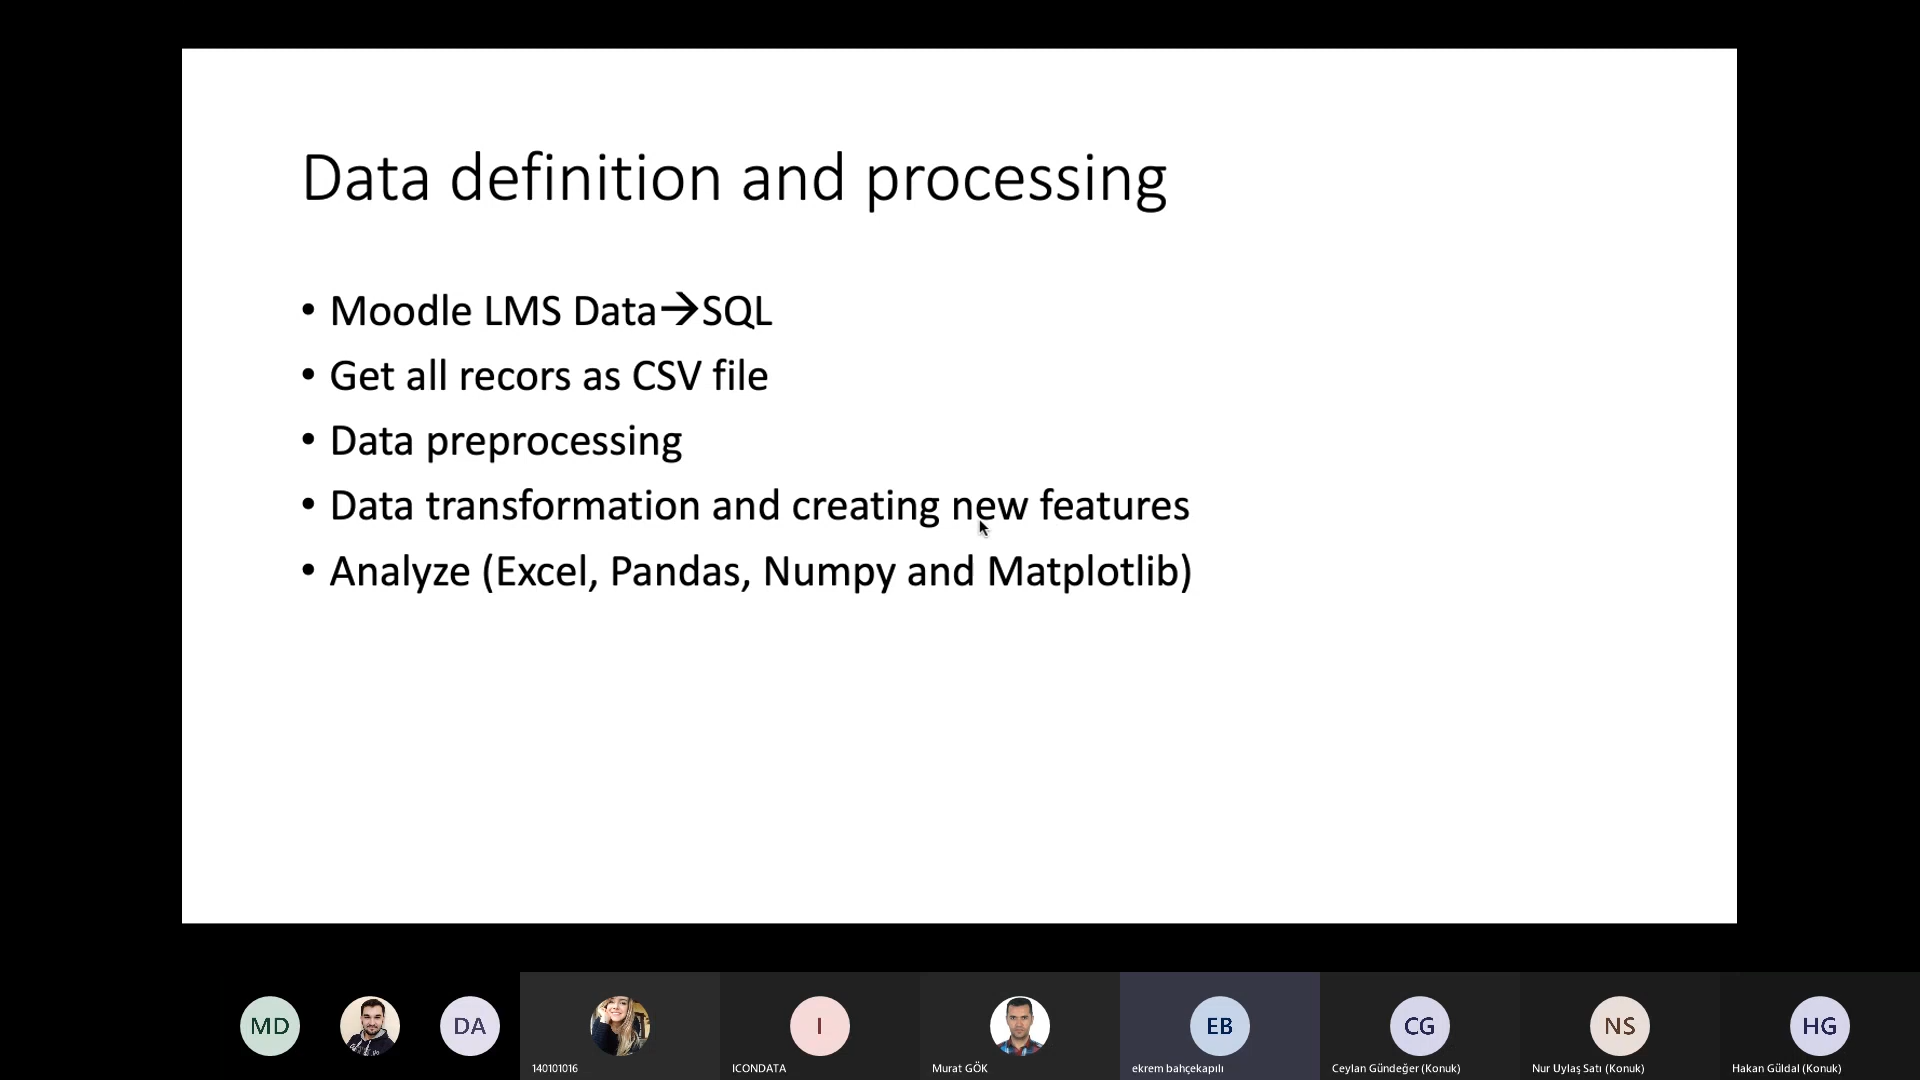 Data definition and processing
• Moodle LMS Data→SQL
• Get all recors as CSV file
• Data preprocessing
• Data transformation and creating new features
• Analyze (Excel, Pandas, Numpy and Matplotlib)
MD
DA
I
EB
CG
NS
HG
140101016
ICONDATA
Murat GÖK
ekrem bahçekapılı
Ceylan Gündeğer (Konuk)
Nur Uylaş Satı (Konuk)
Hakan Güldal (Konuk)